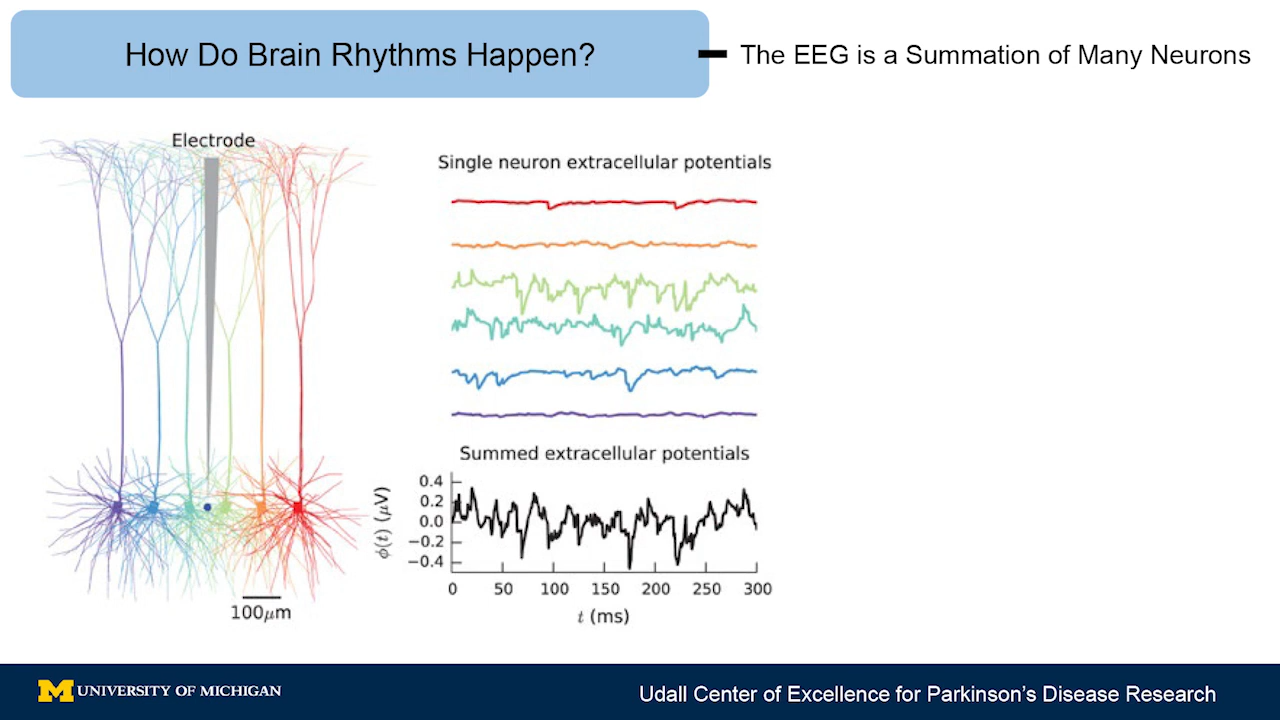 How Do Brain Rhythms Happen?
The EEG is a Summation of Many Neurons
Electrode
100μm
Single neuron extracellular potentials
Summed extracellular potentials
ϕ(t) (μV)
0.4
0.2
0.0
−0.2
−0.4
0 50 100 150 200 250 300
t (ms)
M UNIVERSITY OF MICHIGAN
Udall Center of Excellence for Parkinson’s Disease Research